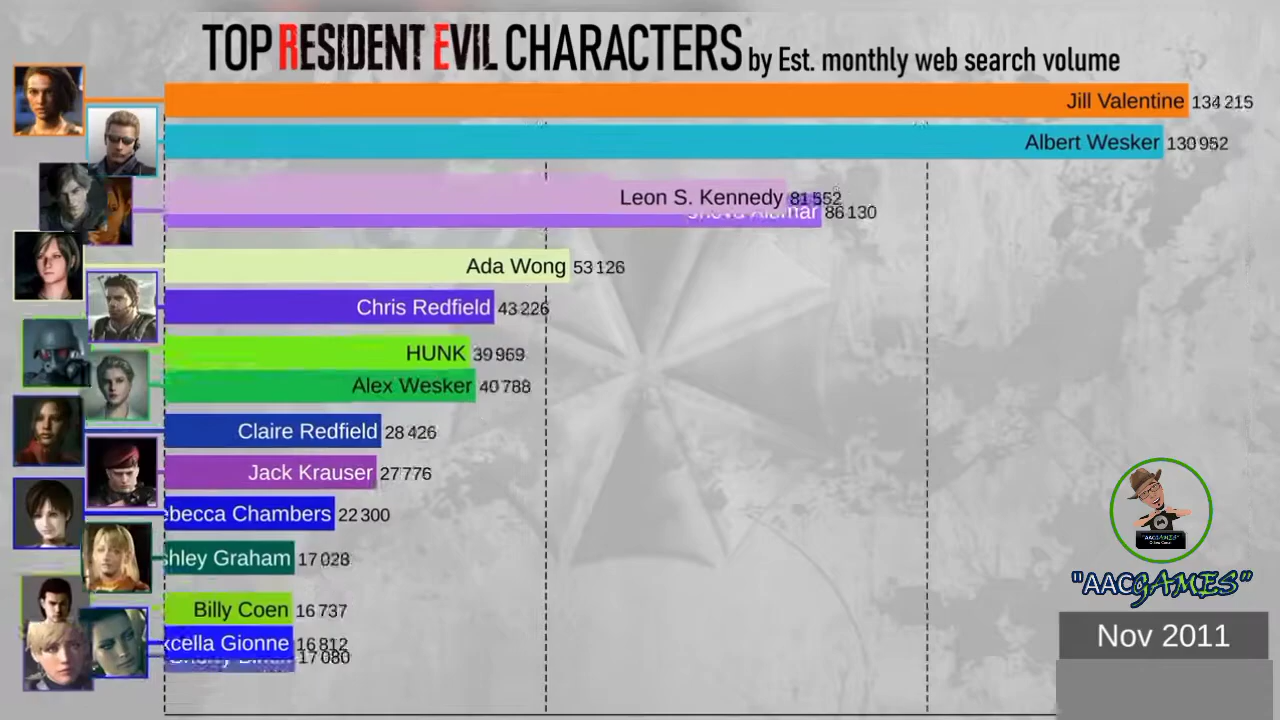 TOP RESIDENT EVIL CHARACTERS by Est. monthly web search volume
Jill Valentine 134 215
Albert Wesker 130 952
Leon S. Kennedy 81 552
Alamar 86 130
Ada Wong 53 126
Chris Redfield 43 226
HUNK 39 969
Alex Wesker 40 788
Claire Redfield 28 426
Jack Krauser 27 776
ebecca Chambers 22 300
shley Graham 17 028
Billy Coen 16 737
xcella Gionne 16 812
17 080
"AACGAMES"
"AACGAMES"
Nov 2011